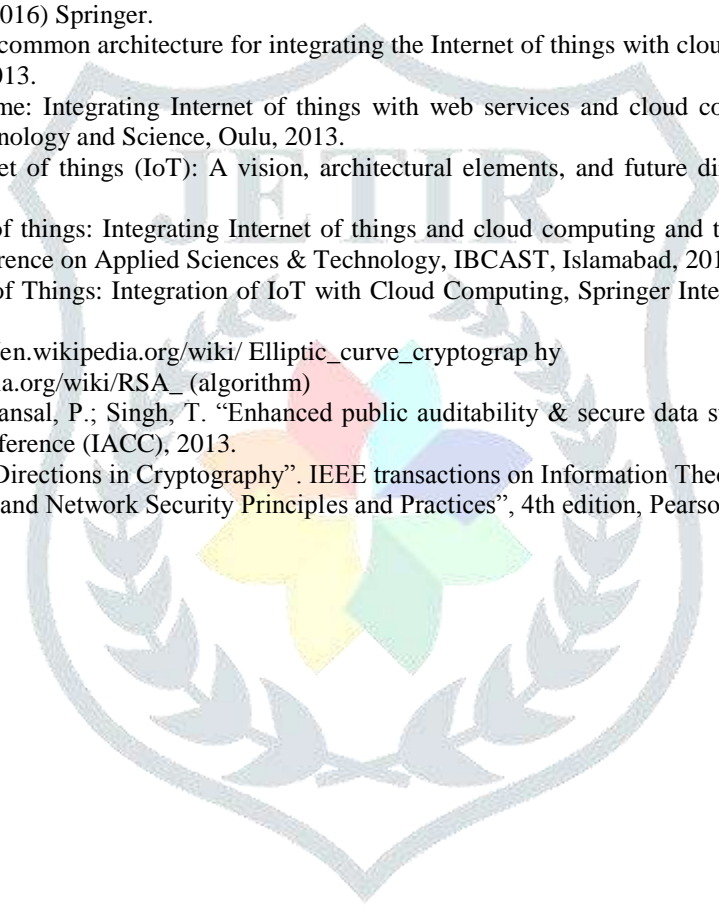 016) Springer.
common architecture for integrating the Internet of things with clou
013.
me: Integrating Internet of things with web services and cloud co
nology and Science, Oulu, 2013.
et of things (IoT): A vision, architectural elements, and future di
of things: Integrating Internet of things and cloud computing and t
erence on Applied Sciences & Technology, IBCAST, Islamabad, 201
of Things: Integration of IoT with Cloud Computing, Springer Inte
en.wikipedia.org/wiki/ Elliptic_curve_cryptograp hy
ia.org/wiki/RSA_ (algorithm)
ansal, P.; Singh, T. “Enhanced public auditability & secure data s
ference (IACC), 2013.
Directions in Cryptography”. IEEE transactions on Information Theo
and Network Security Principles and Practices”, 4th edition, Pearso
JETIR